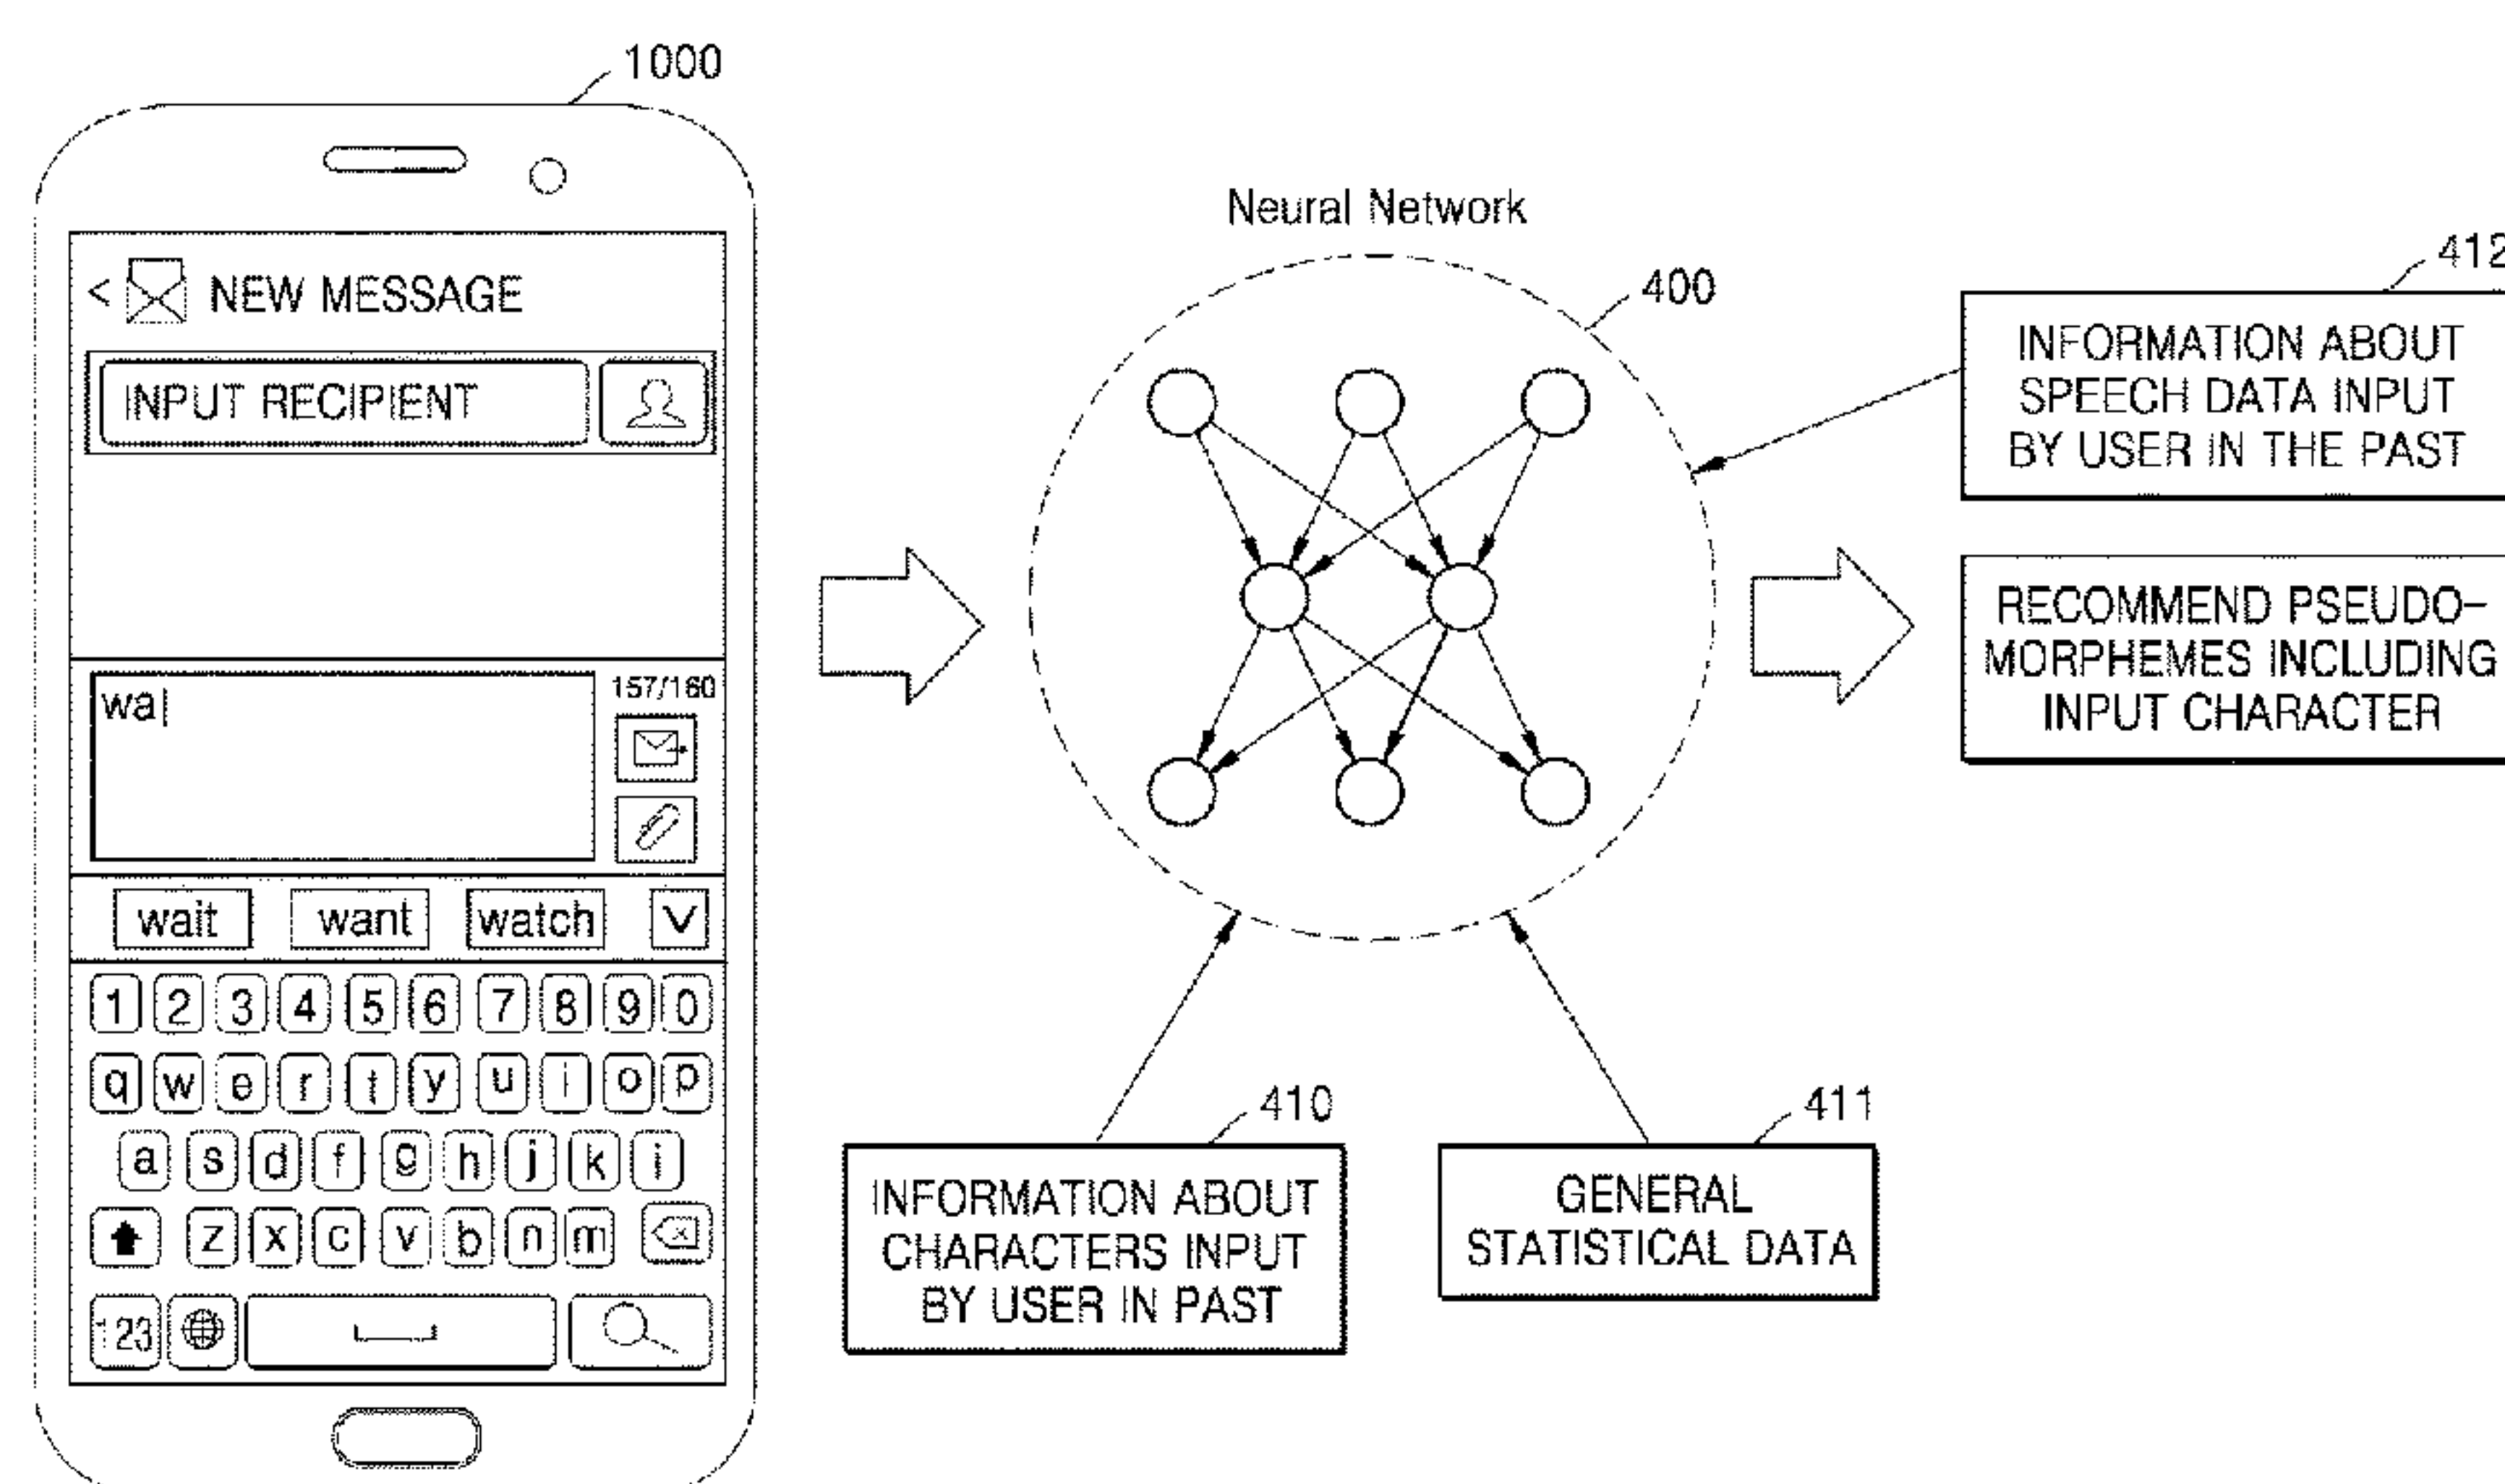 1000
< NEW MESSAGE
INPUT RECIPIENT
wa
157/160
wait want watch V
1 2 3 4 5 6 7 8 9 0
q w e r t y u i o p
a s d f g h j k i
z x c v b n m x
123
Neural Network
400
412
INFORMATION ABOUT
SPEECH DATA INPUT
BY USER IN THE PAST
RECOMMEND PSEUDO-
MORPHEMES INCLUDING
INPUT CHARACTER
410
INFORMATION ABOUT
CHARACTERS INPUT
BY USER IN PAST
411
GENERAL
STATISTICAL DATA